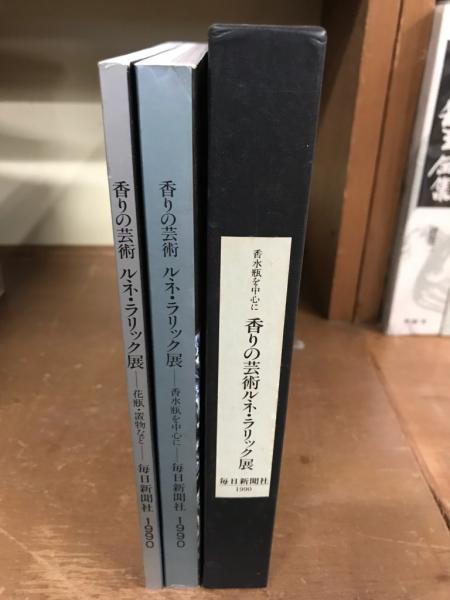 香りの芸術 ルネ・ラリック展──花瓶・置物など──毎日新聞社 1990
香りの芸術 ルネ・ラリック展──香水瓶を中心に──毎日新聞社 1990
香水瓶を中心に
香りの芸術ルネ・ラリック展
毎日新聞社
1990
全集